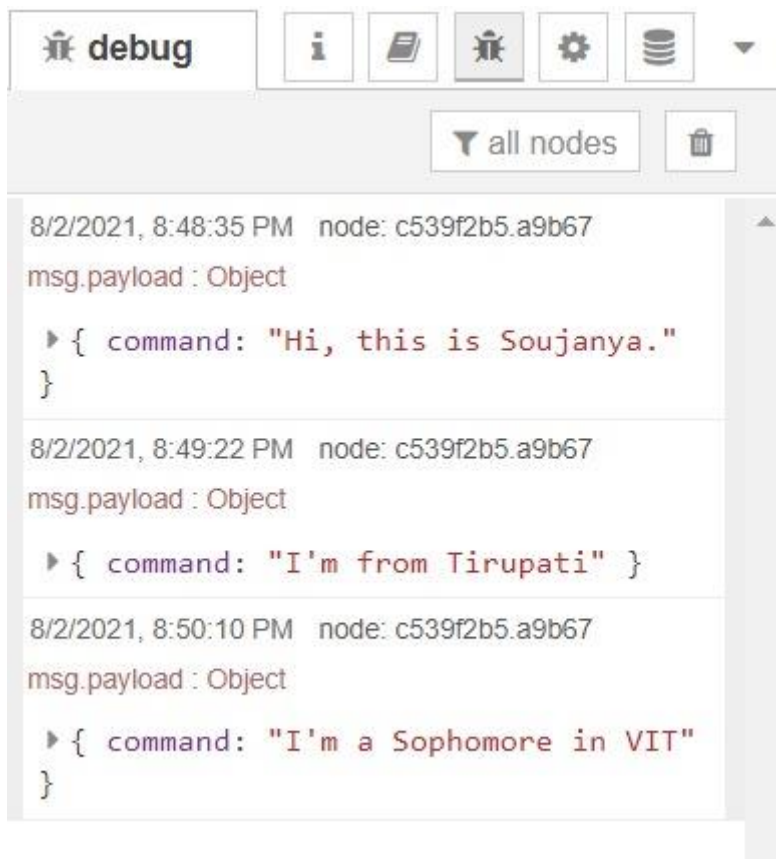 debug
all nodes
8/2/2021, 8:48:35 PM node: c539f2b5.a9b67
msg.payload : Object
{ command: "Hi, this is Soujanya."
}
8/2/2021, 8:49:22 PM node: c539f2b5.a9b67
msg.payload : Object
{ command: "I'm from Tirupati" }
8/2/2021, 8:50:10 PM node: c539f2b5.a9b67
msg.payload : Object
{ command: "I'm a Sophomore in VIT"
}